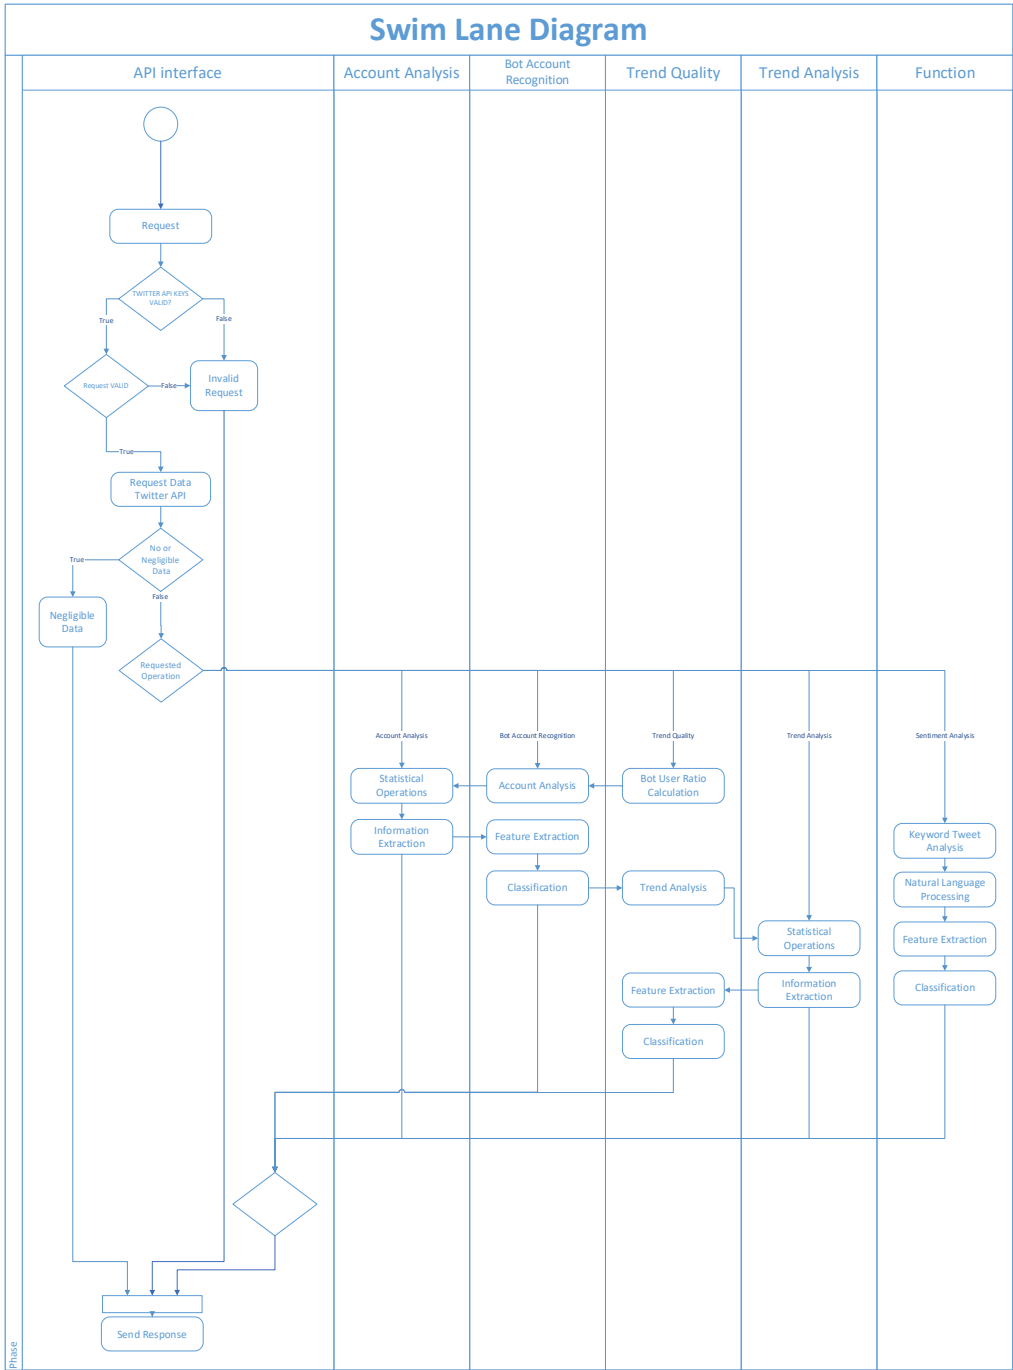 Swim Lane Diagram
API interface
Account Analysis
Bot Account
Recognition
Trend Quality
Trend Analysis
Function
Request
TWITTER API KEYS
VALID?
True
False
Request VALID
False
Invalid
Request
True
Request Data
Twitter API
No or
Negligible
Data
True
False
Negligible
Data
Requested
Operation
Account Analysis
Bot Account Recognition
Trend Quality
Trend Analysis
Sentiment Analysis
Statistical
Operations
Account Analysis
Bot User Ratio
Calculation
Information
Extraction
Feature Extraction
Keyword Tweet
Analysis
Classification
Trend Analysis
Natural Language
Processing
Statistical
Operations
Feature Extraction
Feature Extraction
Information
Extraction
Classification
Classification
Send Response
Phase